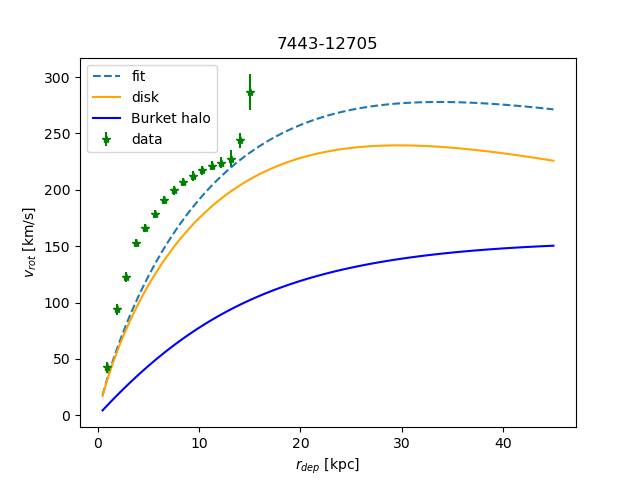 7443-12705
fit
disk
Burket halo
data
300
250
200
150
100
50
0
v_rot [km/s]
0 10 20 30 40
r_dep [kpc]